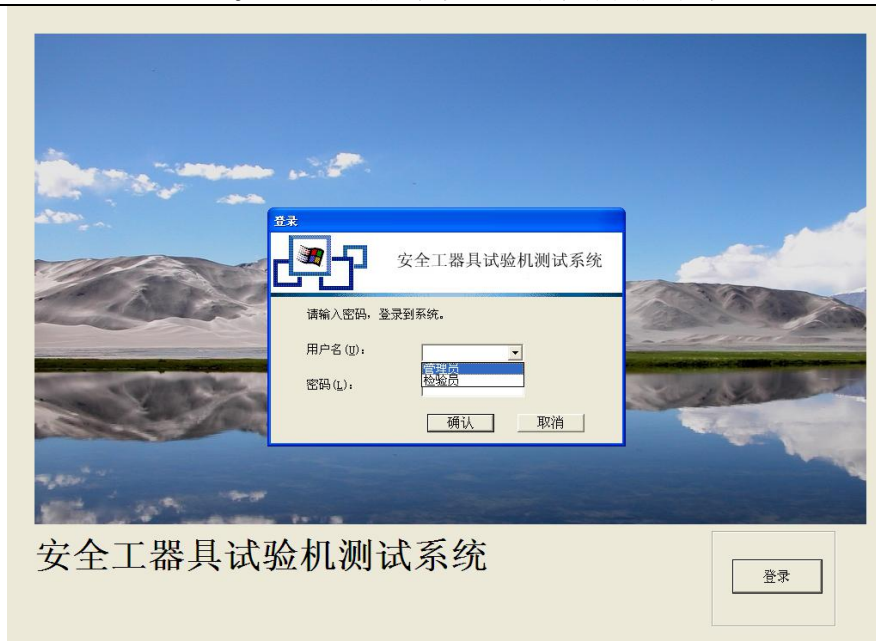 登录
安全工器具试验机测试系统
请输入密码，登录到系统。
用户名(U)：
管理员
检验员
密码(L)：
确认 取消
安全工器具试验机测试系统
登录